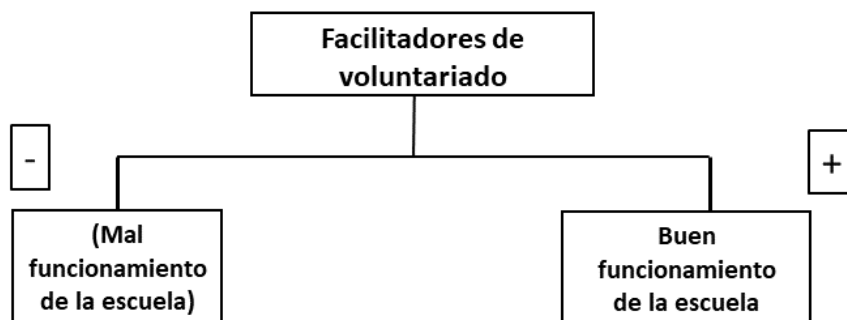 Facilitadores de
voluntariado
-
+
(Mal
funcionamiento
de la escuela)
Buen
funcionamiento
de la escuela